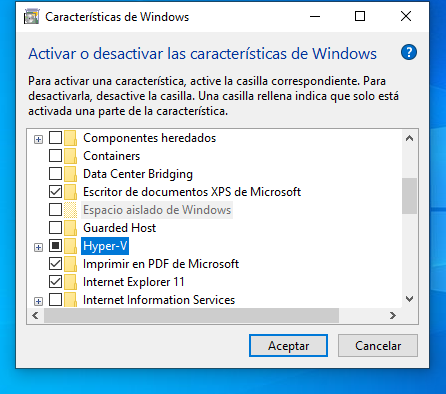 Características de Windows
Activar o desactivar las características de Windows
Para activar una característica, active la casilla correspondiente. Para
desactivarla, desactive la casilla. Una casilla rellena indica que solo está
activada una parte de la característica.
Componentes heredados
Containers
Data Center Bridging
Escritor de documentos XPS de Microsoft
Espacio aislado de Windows
Guarded Host
Hyper-V
Imprimir en PDF de Microsoft
Internet Explorer 11
Internet Information Services
Aceptar
Cancelar